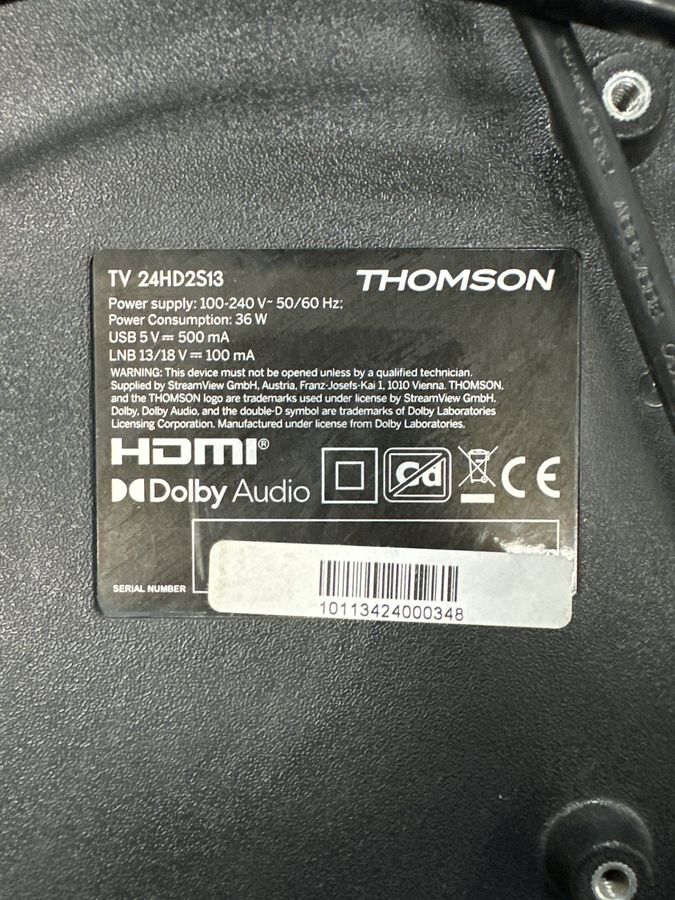 TV 24HD2S13
THOMSON
Power supply: 100-240 V~ 50/60 Hz;
Power Consumption: 36 W
USB 5 V⎓ 500 mA
LNB 13/18 V⎓ 100 mA
WARNING: This device must not be opened unless by a qualified technician.
Supplied by StreamView GmbH, Austria, Franz-Josefs-Kai 1, 1010 Vienna. THOMSON,
and the THOMSON logo are trademarks used under license by StreamView GmbH.
Dolby, Dolby Audio, and the double-D symbol are trademarks of Dolby Laboratories
Licensing Corporation. Manufactured under license from Dolby Laboratories.
HDMI®
Dolby Audio
Cd
CE
SERIAL NUMBER
10113424000348